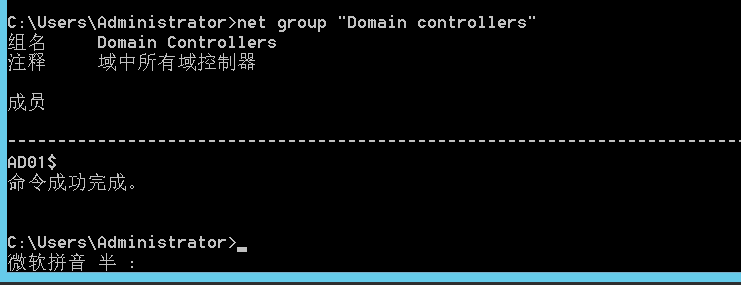 C:\Users\Administrator>net group "Domain controllers"
组名     Domain Controllers
注释     域中所有域控制器
成员
-------------------------------------------------------------------------------
AD01$
命令成功完成。
C:\Users\Administrator>_
微软拼音 半 :